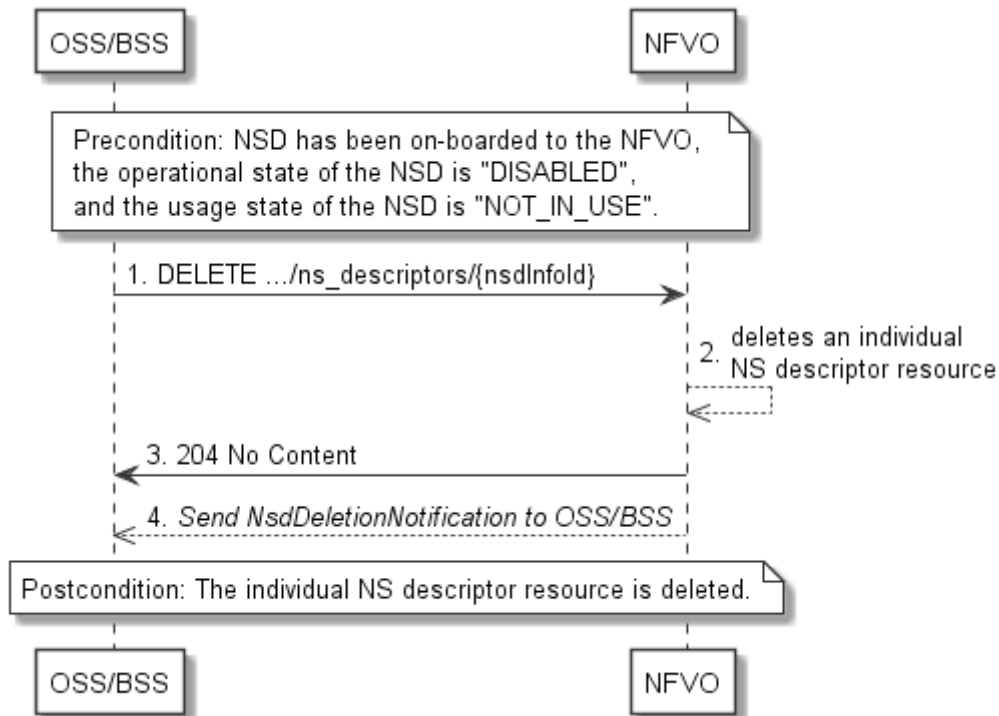 OSS/BSS NFVO
Precondition: NSD has been on-boarded to the NFVO,
the operational state of the NSD is "DISABLED",
and the usage state of the NSD is "NOT_IN_USE".
1. DELETE .../ns_descriptors/{nsdInfoId}
2. deletes an individual
NS descriptor resource
3. 204 No Content
4. Send NsdDeletionNotification to OSS/BSS
Postcondition: The individual NS descriptor resource is deleted.
OSS/BSS NFVO